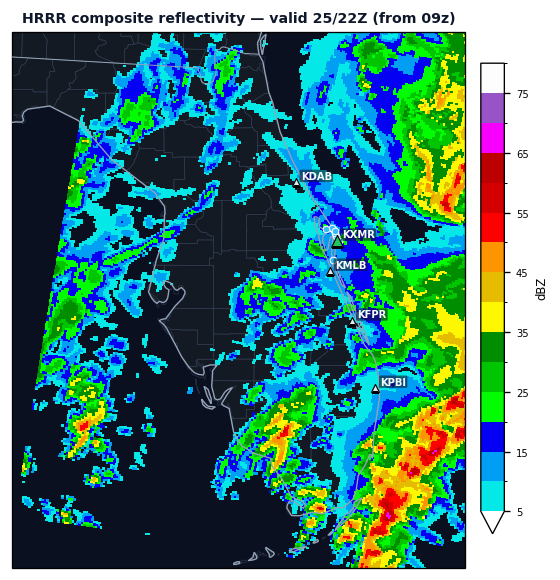 HRRR composite reflectivity — valid 25/22Z (from 09z)
KDAB
KXMR
KMLB
KFPR
KPBI
75
65
55
45
35
25
15
5
dBZ